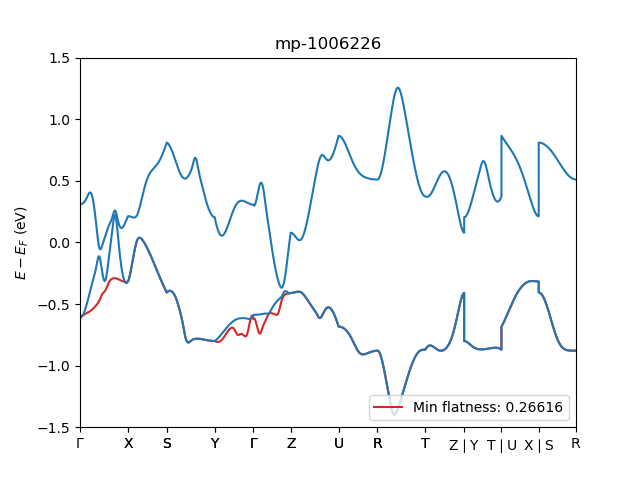 mp-1006226
E − E_F (eV)
1.5
1.0
0.5
0.0
−0.5
−1.0
−1.5
Min flatness: 0.26616
Γ X S Y Γ Z U R T Z | Y T | U X | S R